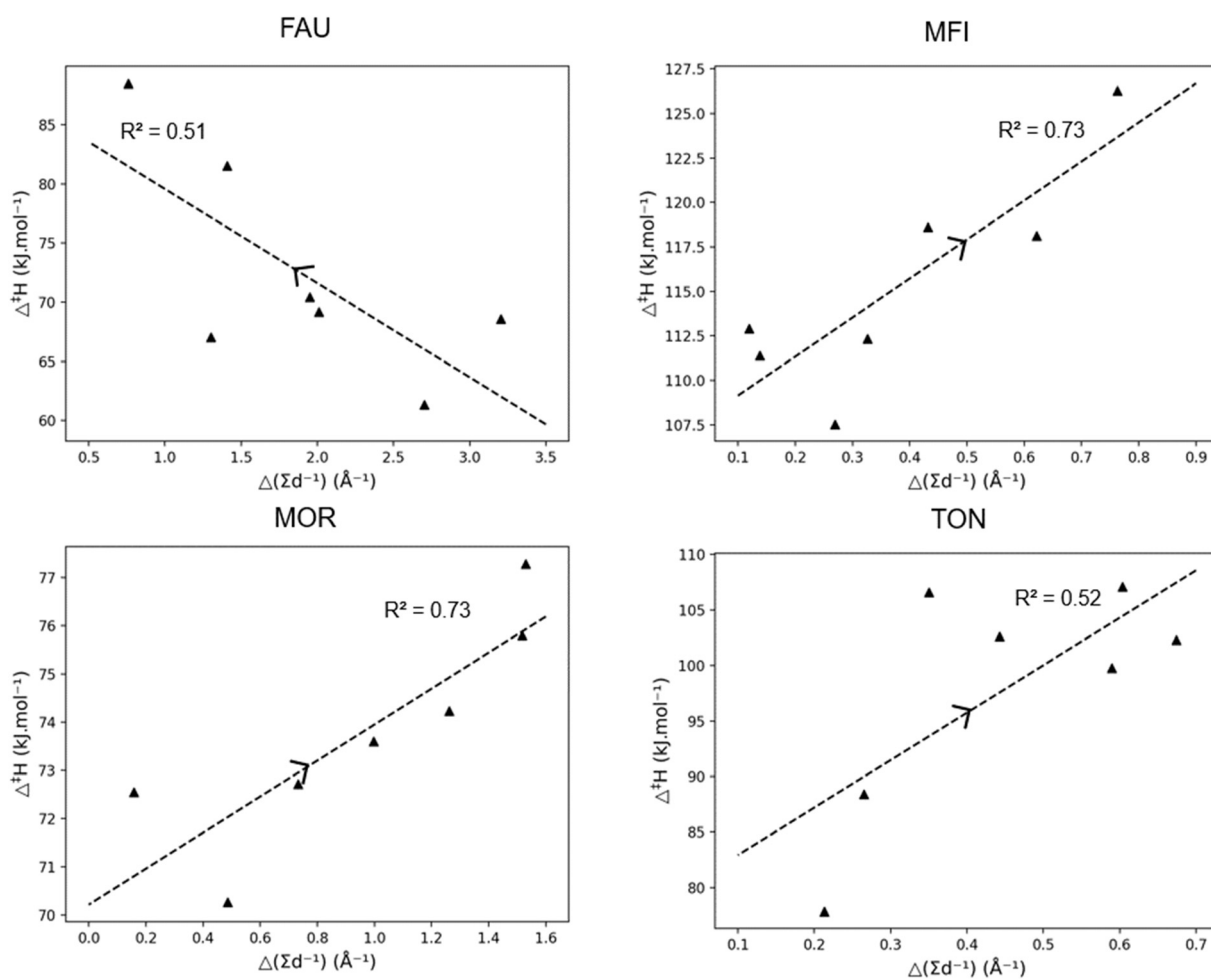 FAU
R² = 0.51
85
80
75
70
65
60
△‡H (kJ.mol⁻¹)
0.5 1.0 1.5 2.0 2.5 3.0 3.5
△(Σd⁻¹) (Å⁻¹)
MFI
R² = 0.73
127.5
125.0
122.5
120.0
117.5
115.0
112.5
110.0
107.5
△‡H (kJ.mol⁻¹)
0.1 0.2 0.3 0.4 0.5 0.6 0.7 0.8 0.9
△(Σd⁻¹) (Å⁻¹)
MOR
R² = 0.73
77
76
75
74
73
72
71
70
△‡H (kJ.mol⁻¹)
0.0 0.2 0.4 0.6 0.8 1.0 1.2 1.4 1.6
△(Σd⁻¹) (Å⁻¹)
TON
R² = 0.52
110
105
100
95
90
85
80
△‡H (kJ.mol⁻¹)
0.1 0.2 0.3 0.4 0.5 0.6 0.7
△(Σd⁻¹) (Å⁻¹)